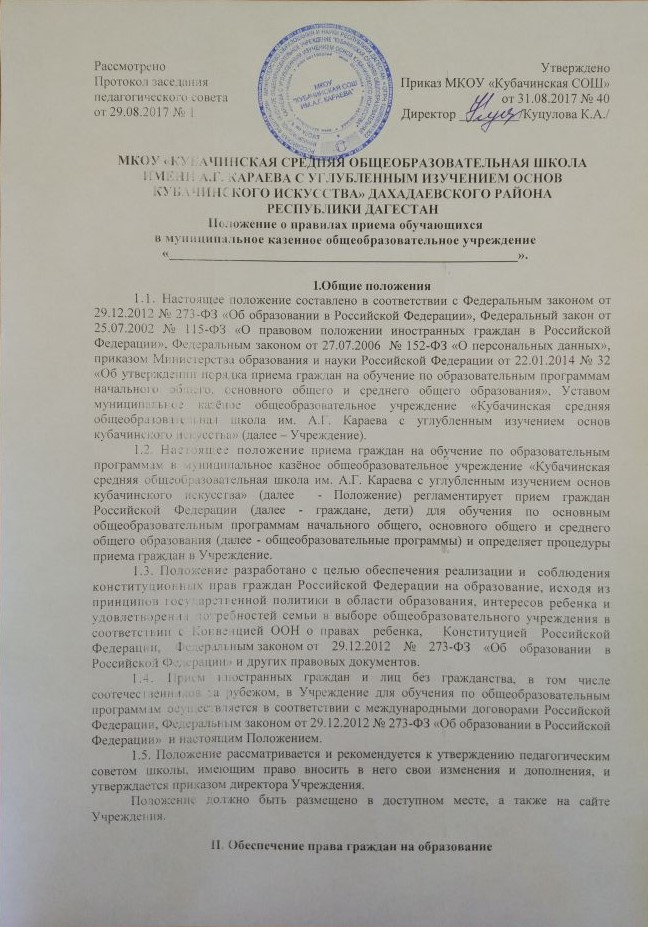 Рассмотрено
Протокол заседания
педагогического совета
от 29.08.2017 № 1
Утверждено
Приказ МКОУ «Кубачинская СОШ»
от 31.08.2017 № 40
Директор /Куцулова К.А./
МКОУ
"КУБАЧИНСКАЯ СОШ
ИМ.А.Г. КАРАЕВА"
МКОУ «КУБАЧИНСКАЯ СРЕДНЯЯ ОБЩЕОБРАЗОВАТЕЛЬНАЯ ШКОЛА
ИМЕНИ А.Г. КАРАЕВА С УГЛУБЛЕННЫМ ИЗУЧЕНИЕМ ОСНОВ
КУБАЧИНСКОГО ИСКУССТВА» ДАХАДАЕВСКОГО РАЙОНА
РЕСПУБЛИКИ ДАГЕСТАН
Положение о правилах приема обучающихся
в муниципальное казенное общеобразовательное учреждение
«______________________________________________________».
I.Общие положения
1.1. Настоящее положение составлено в соответствии с Федеральным законом от
29.12.2012 № 273-ФЗ «Об образовании в Российской Федерации», Федеральный закон от
25.07.2002 № 115-ФЗ «О правовом положении иностранных граждан в Российской
Федерации», Федеральным законом от 27.07.2006 № 152-ФЗ «О персональных данных»,
приказом Министерства образования и науки Российской Федерации от 22.01.2014 № 32
«Об утверждении порядка приема граждан на обучение по образовательным программам
начального общего, основного общего и среднего общего образования», Уставом
муниципальное казёное общеобразовательное учреждение «Кубачинская средняя
общеобразовательная школа им. А.Г. Караева с углубленным изучением основ
кубачинского искусства» (далее – Учреждение).
1.2. Настоящее положение приема граждан на обучение по образовательным
программам в муниципальное казёное общеобразовательное учреждение «Кубачинская
средняя общеобразовательная школа им. А.Г. Караева с углубленным изучением основ
кубачинского искусства» (далее - Положение) регламентирует прием граждан
Российской Федерации (далее - граждане, дети) для обучения по основным
общеобразовательным программам начального общего, основного общего и среднего
общего образования (далее - общеобразовательные программы) и определяет процедуры
приема граждан в Учреждение.
1.3. Положение разработано с целью обеспечения реализации и соблюдения
конституционных прав граждан Российской Федерации на образование, исходя из
принципов государственной политики в области образования, интересов ребенка и
удовлетворения потребностей семьи в выборе общеобразовательного учреждения в
соответствии с Конвенцией ООН о правах ребенка, Конституцией Российской
Федерации, Федеральным законом от 29.12.2012 № 273-ФЗ «Об образовании в
Российской Федерации» и других правовых документов.
1.4. Прием иностранных граждан и лиц без гражданства, в том числе
соотечественников за рубежом, в Учреждение для обучения по общеобразовательным
программам осуществляется в соответствии с международными договорами Российской
Федерации, Федеральным законом от 29.12.2012 № 273-ФЗ «Об образовании в Российской
Федерации» и настоящим Положением.
1.5. Положение рассматривается и рекомендуется к утверждению педагогическим
советом школы, имеющим право вносить в него свои изменения и дополнения, и
утверждается приказом директора Учреждения.
Положение должно быть размещено в доступном месте, а также на сайте
Учреждения.
II. Обеспечение права граждан на образование